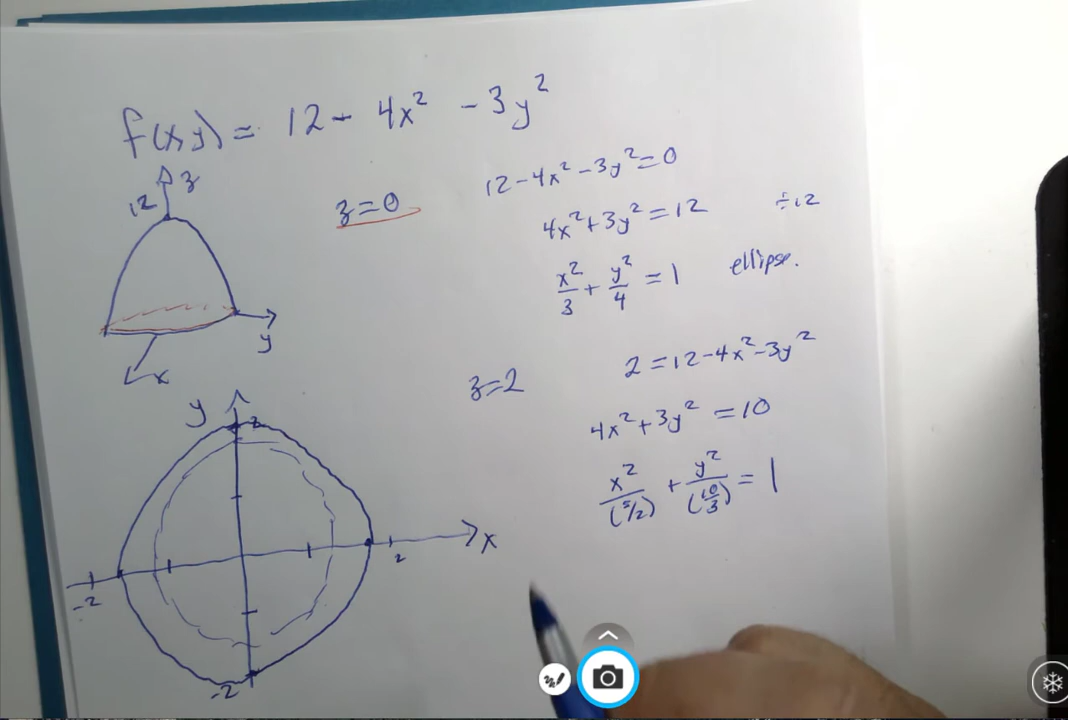 f(x,y) = 12 - 4x² - 3y²
z
12
z=0
y
x
12-4x²-3y²=0
4x²+3y²=12 ÷12
x²/3 + y²/4 = 1 ellipse.
z=2
2=12-4x²-3y²
4x²+3y²=10
x²/(5/2) + y²/(10/3) = 1
y
2
x
2
-2
-2